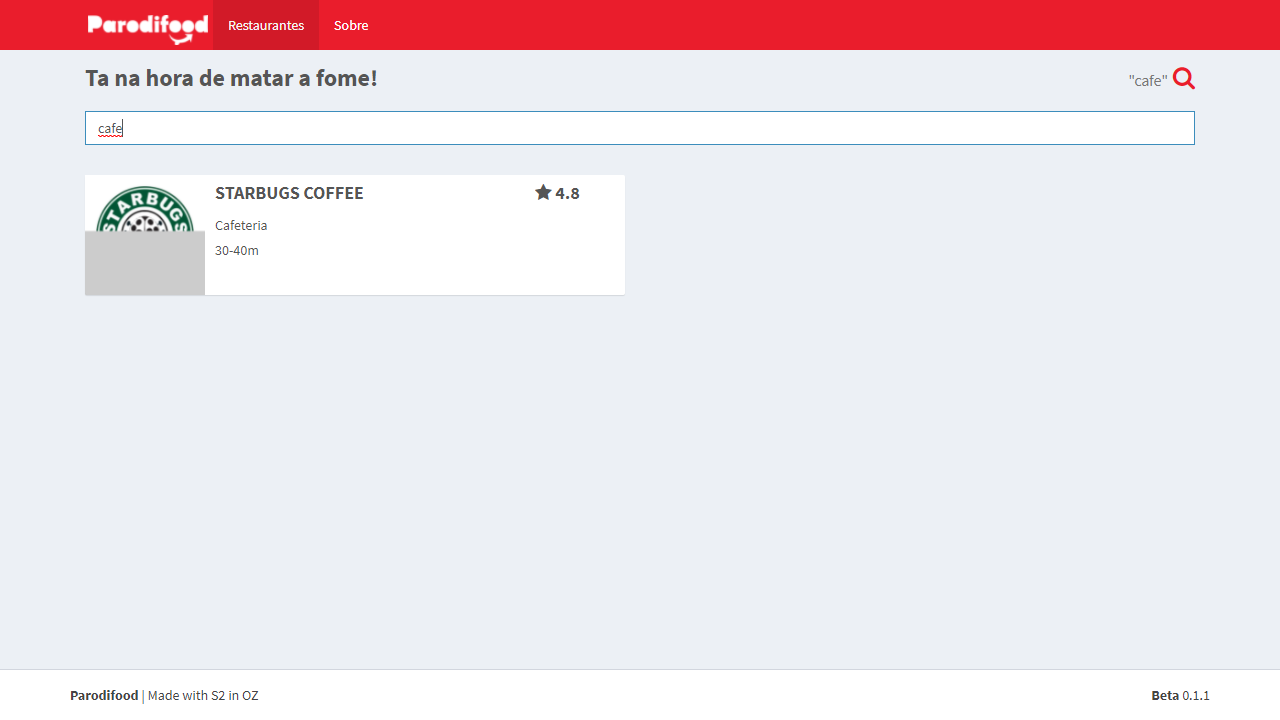 Parodifood Restaurantes Sobre
Ta na hora de matar a fome! "cafe"
cafe
STARBUGS
STARBUGS COFFEE 4.8
Cafeteria
30-40m
Parodifood | Made with S2 in OZ Beta 0.1.1